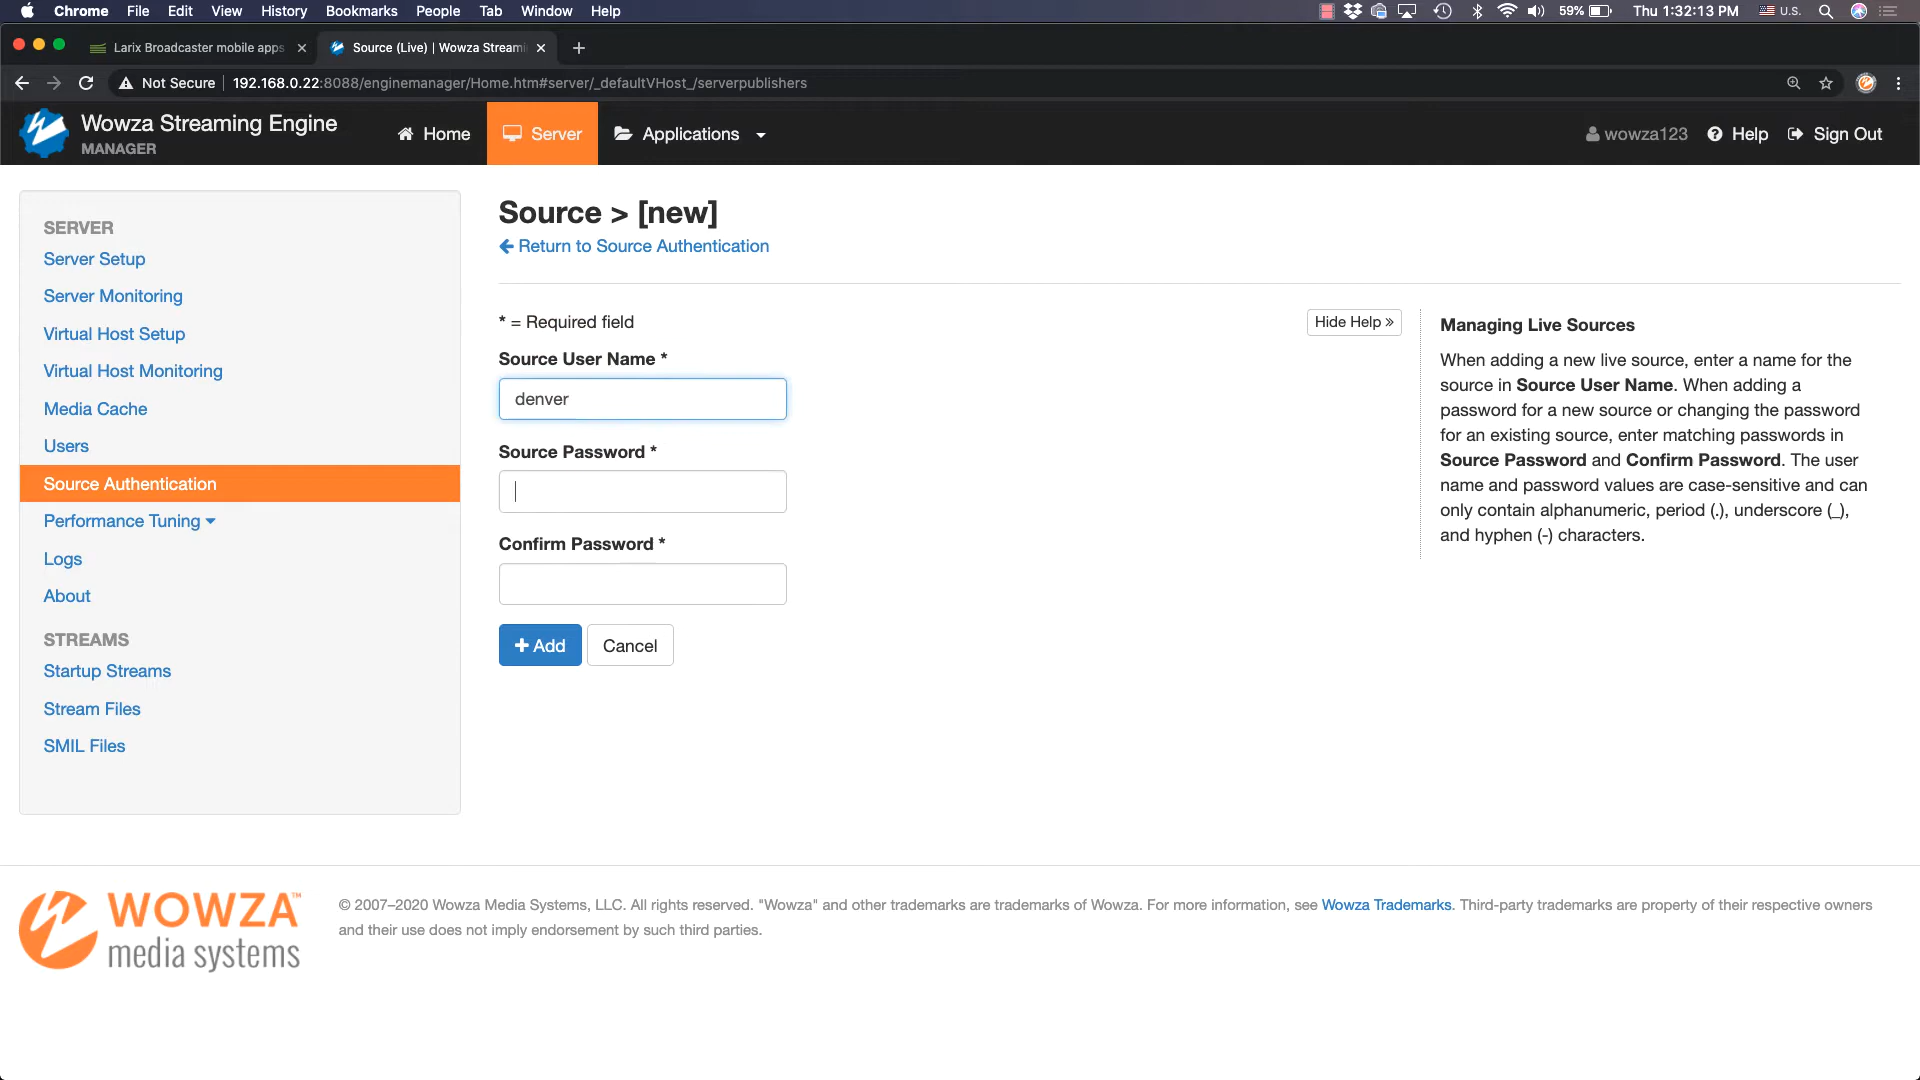 Chrome File Edit View History Bookmarks People Tab Window Help 59% Thu 1:32:13 PM U.S.
Larix Broadcaster mobile apps Source (Live) | Wowza Streami
Not Secure 192.168.0.22:8088/enginemanager/Home.htm#server/_defaultVHost_/serverpublishers
Wowza Streaming Engine
MANAGER
Home Server Applications wowza123 Help Sign Out
SERVER
Server Setup
Server Monitoring
Virtual Host Setup
Virtual Host Monitoring
Media Cache
Users
Source Authentication
Performance Tuning
Logs
About
STREAMS
Startup Streams
Stream Files
SMIL Files
Source > [new]
Return to Source Authentication
* = Required field
Hide Help »
Source User Name *
denver
Source Password *
Confirm Password *
+ Add Cancel
Managing Live Sources
When adding a new live source, enter a name for the
source in Source User Name. When adding a
password for a new source or changing the password
for an existing source, enter matching passwords in
Source Password and Confirm Password. The user
name and password values are case-sensitive and can
only contain alphanumeric, period (.), underscore (_),
and hyphen (-) characters.
WOWZA™
media systems
© 2007–2020 Wowza Media Systems, LLC. All rights reserved. "Wowza" and other trademarks are trademarks of Wowza. For more information, see Wowza Trademarks. Third-party trademarks are property of their respective owners
and their use does not imply endorsement by such third parties.